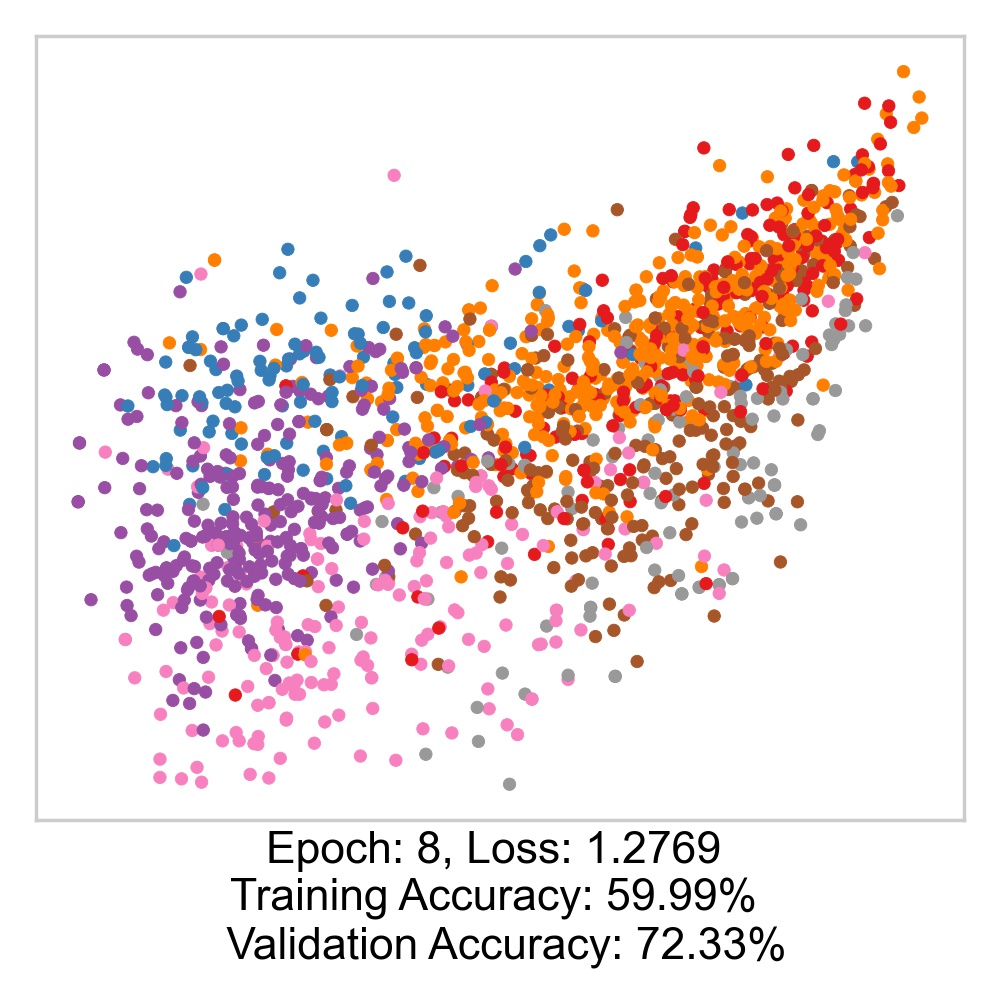 Epoch: 8, Loss: 1.2769
Training Accuracy: 59.99%
Validation Accuracy: 72.33%